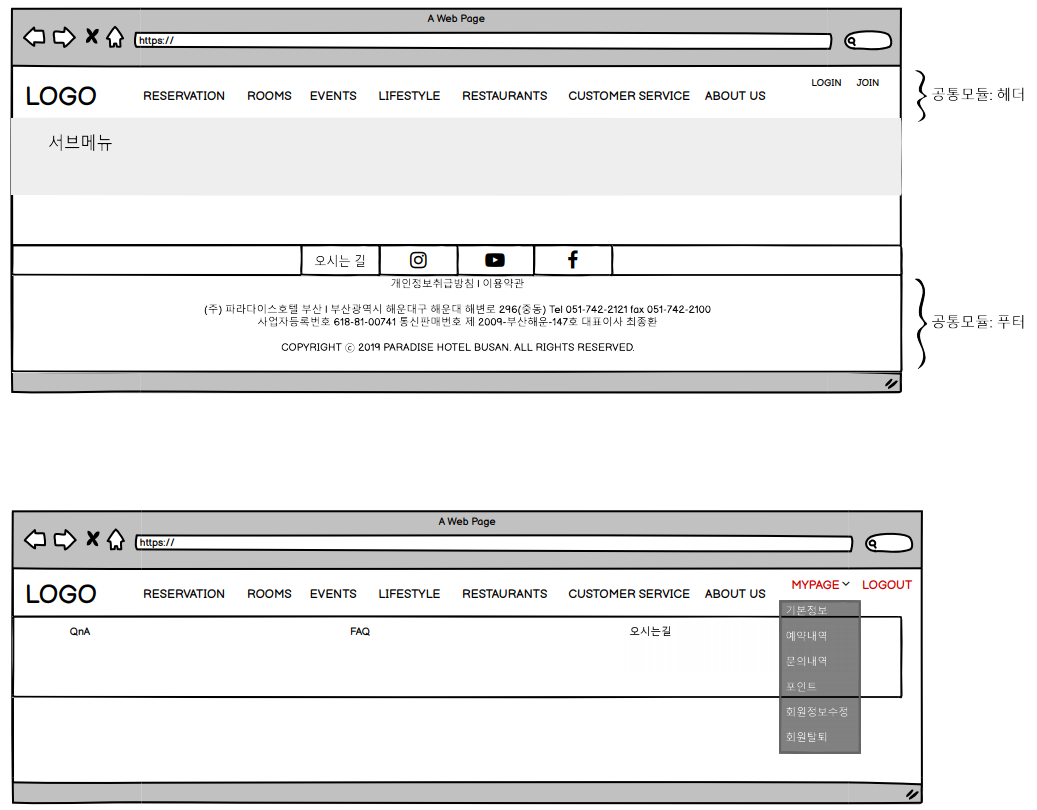 A Web Page
https://
LOGO RESERVATION ROOMS EVENTS LIFESTYLE RESTAURANTS CUSTOMER SERVICE ABOUT US LOGIN JOIN
공통모듈: 헤더
서브메뉴
오시는 길
개인정보취급방침 | 이용약관
(주) 파라다이스호텔 부산 | 부산광역시 해운대구 해운대 해변로 296(중동) Tel 051-742-2121 fax 051-742-2100
사업자등록번호 618-81-00741 통신판매번호 제 2009-부산해운-147호 대표이사 최종환
공통모듈: 푸터
COPYRIGHT ⓒ 2019 PARADISE HOTEL BUSAN. ALL RIGHTS RESERVED.
A Web Page
https://
LOGO RESERVATION ROOMS EVENTS LIFESTYLE RESTAURANTS CUSTOMER SERVICE ABOUT US MYPAGE LOGOUT
QnA FAQ 오시는길
기본정보
예약내역
문의내역
포인트
회원정보수정
회원탈퇴